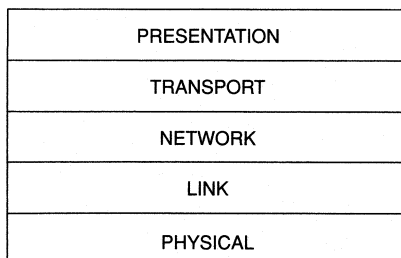 PRESENTATION
TRANSPORT
NETWORK
LINK
PHYSICAL